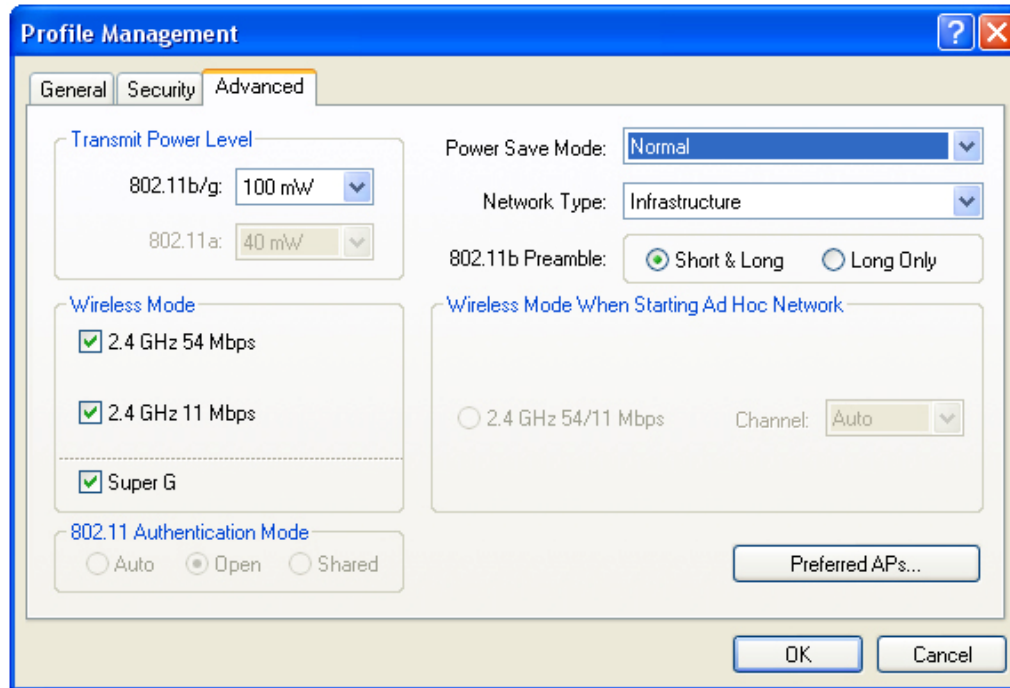 Profile Management
General Security Advanced
Transmit Power Level
802.11b/g: 100 mW
802.11a: 40 mW
Power Save Mode: Normal
Network Type: Infrastructure
802.11b Preamble: Short & Long Long Only
Wireless Mode
2.4 GHz 54 Mbps
2.4 GHz 11 Mbps
Super G
Wireless Mode When Starting Ad Hoc Network
2.4 GHz 54/11 Mbps Channel: Auto
802.11 Authentication Mode
Auto Open Shared
Preferred APs...
OK Cancel